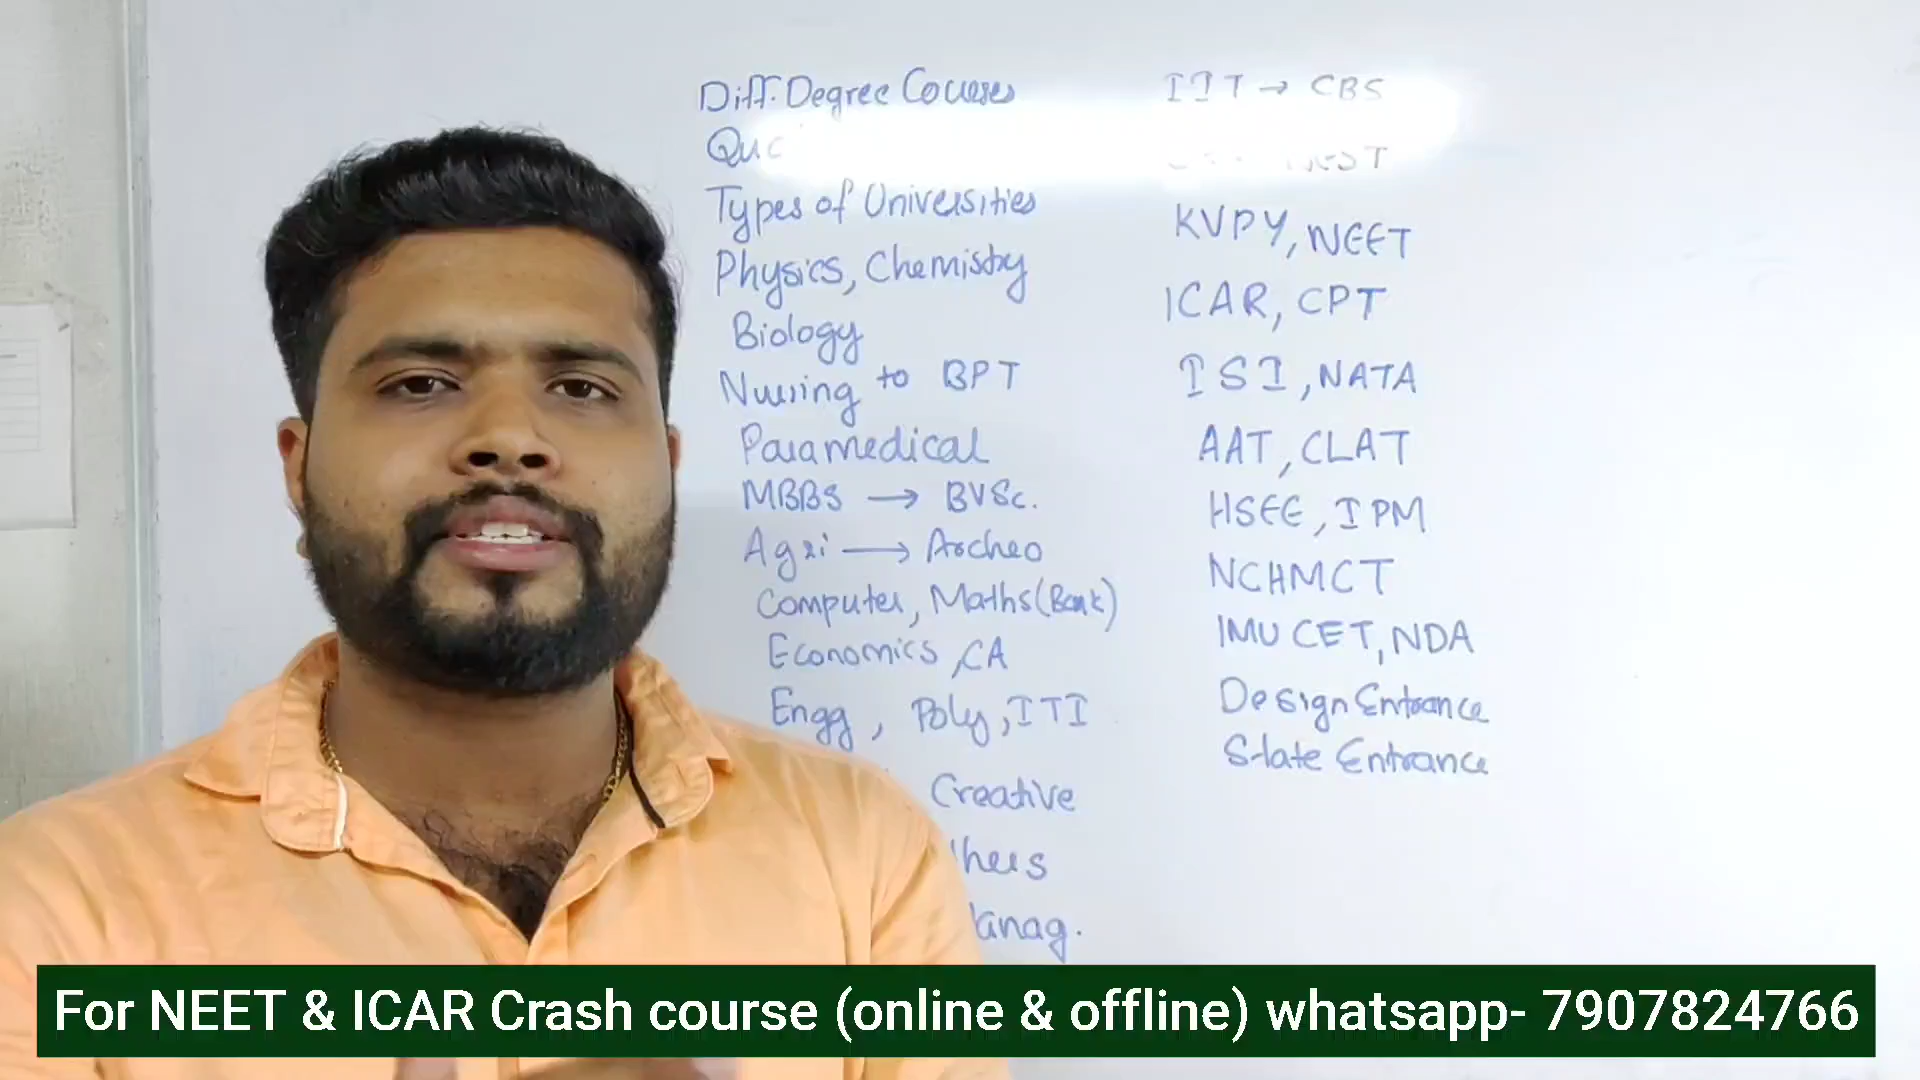 Diff. Degree Courses
Types of Universities
Physics, Chemistry
Biology
Nursing to BPT
Paramedical
MBBS → BVSc.
Agri → Archeo
Computer, Maths (Bank)
Economics, CA
Engg, Poly, ITI
Creative
IIT → CBS
KVPY, NEET
ICAR, CPT
ISI, NATA
AAT, CLAT
HSEE, IPM
NCHMCT
IMU CET, NDA
Design Entrance
State Entrance
For NEET & ICAR Crash course (online & offline) whatsapp- 7907824766